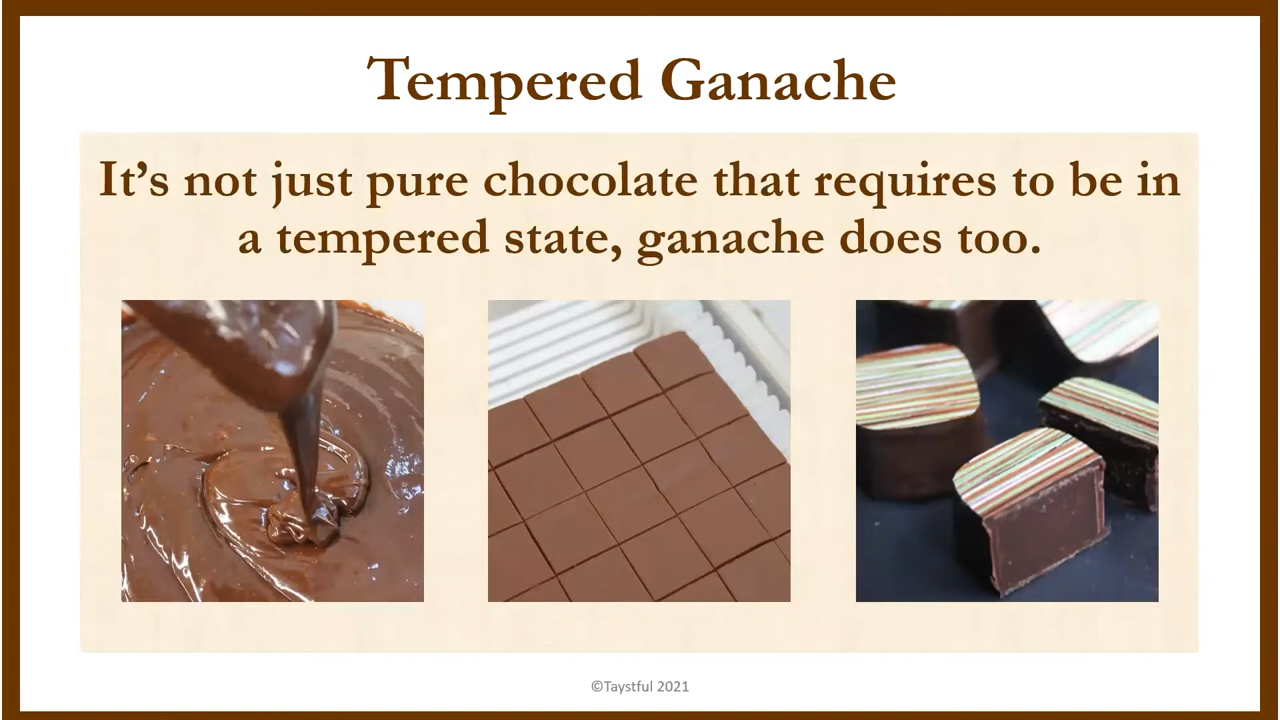 Tempered Ganache
It’s not just pure chocolate that requires to be in
a tempered state, ganache does too.
©Taystful 2021